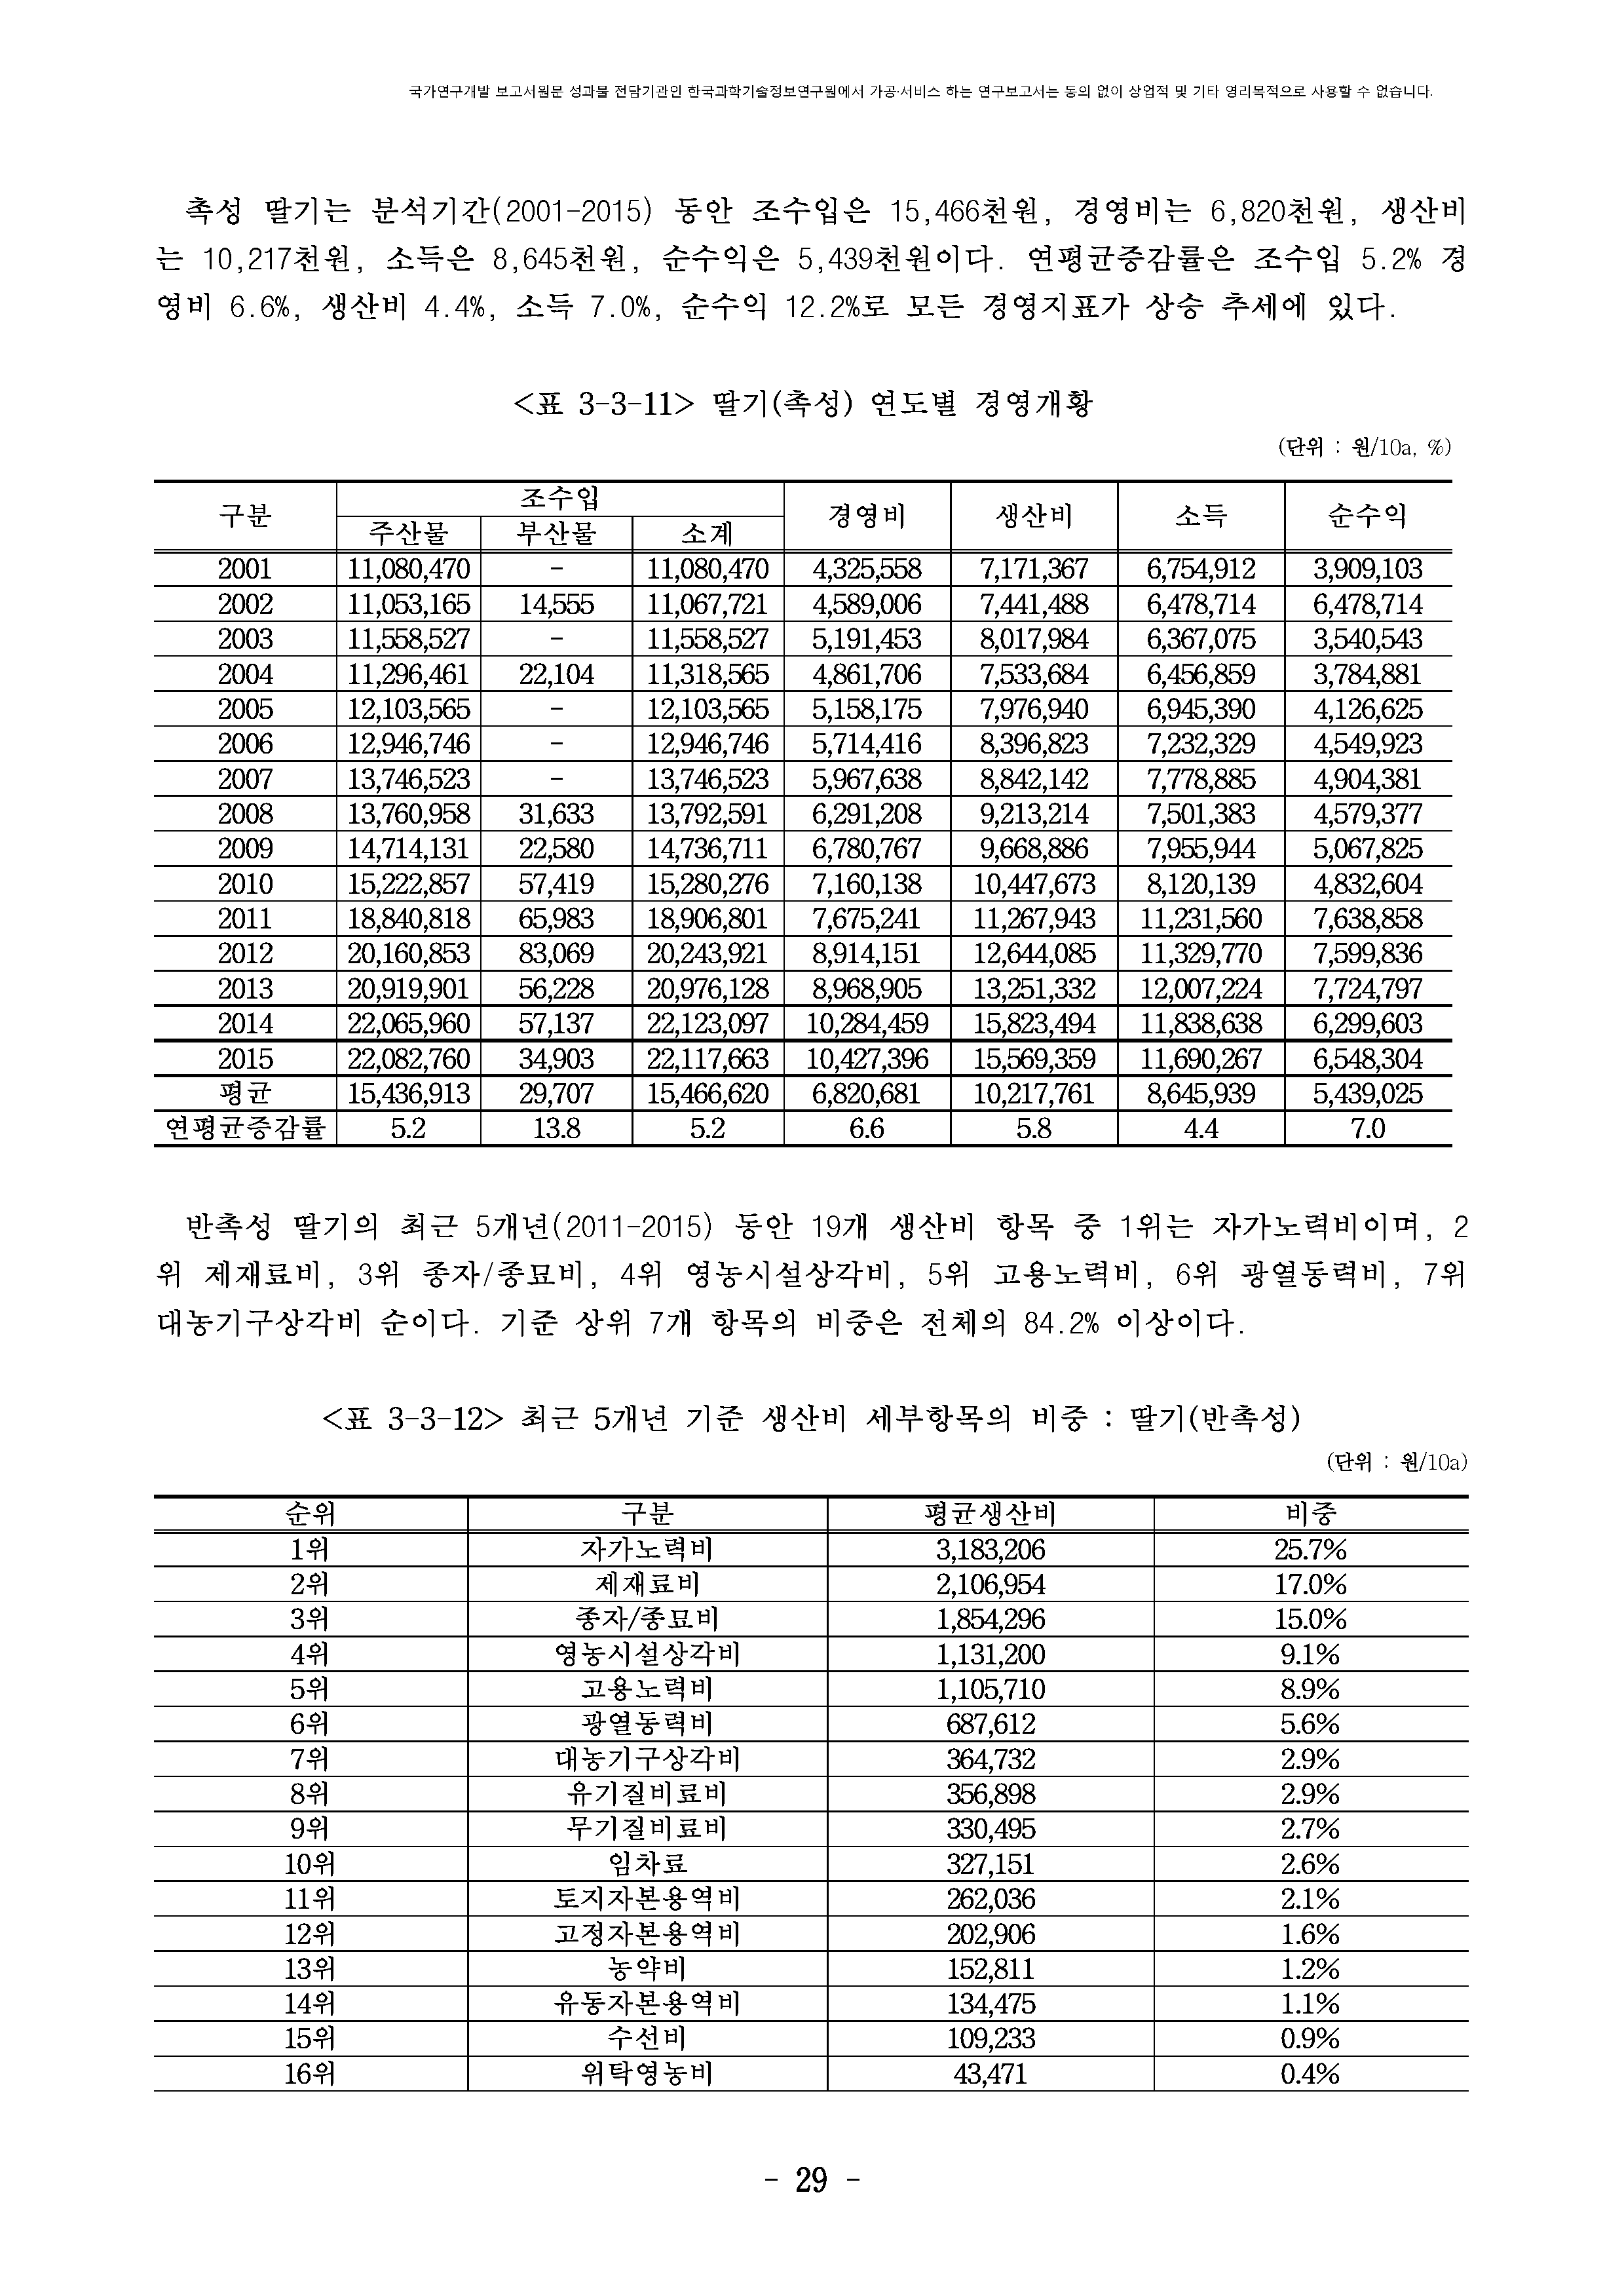 국가연구개발 보고서원문 성과물 전담기관인 한국과학기술정보연구원에서 가공·서비스 하는 연구보고서는 동의 없이 상업적 및 기타 영리목적으로 사용할 수 없습니다.
촉성 딸기는 분석기간(2001-2015) 동안 조수입은 15,466천원, 경영비는 6,820천원, 생산비
는 10,217천원, 소득은 8,645천원, 순수익은 5,439천원이다. 연평균증감률은 조수입 5.2% 경
영비 6.6%, 생산비 4.4%, 소득 7.0%, 순수익 12.2%로 모든 경영지표가 상승 추세에 있다.
<표 3-3-11> 딸기(촉성) 연도별 경영개황
(단위 : 원/10a, %)
구분 조수입 경영비 생산비 소득 순수익
주산물 부산물 소계
2001 11,080,470 - 11,080,470 4,325,558 7,171,367 6,754,912 3,909,103
2002 11,053,165 14,555 11,067,721 4,589,006 7,441,488 6,478,714 6,478,714
2003 11,558,527 - 11,558,527 5,191,453 8,017,984 6,367,075 3,540,543
2004 11,296,461 22,104 11,318,565 4,861,706 7,533,684 6,456,859 3,784,881
2005 12,103,565 - 12,103,565 5,158,175 7,976,940 6,945,390 4,126,625
2006 12,946,746 - 12,946,746 5,714,416 8,396,823 7,232,329 4,549,923
2007 13,746,523 - 13,746,523 5,967,638 8,842,142 7,778,885 4,904,381
2008 13,760,958 31,633 13,792,591 6,291,208 9,213,214 7,501,383 4,579,377
2009 14,714,131 22,580 14,736,711 6,780,767 9,668,886 7,955,944 5,067,825
2010 15,222,857 57,419 15,280,276 7,160,138 10,447,673 8,120,139 4,832,604
2011 18,840,818 65,983 18,906,801 7,675,241 11,267,943 11,231,560 7,638,858
2012 20,160,853 83,069 20,243,921 8,914,151 12,644,085 11,329,770 7,599,836
2013 20,919,901 56,228 20,976,128 8,968,905 13,251,332 12,007,224 7,724,797
2014 22,065,960 57,137 22,123,097 10,284,459 15,823,494 11,838,638 6,299,603
2015 22,082,760 34,903 22,117,663 10,427,396 15,569,359 11,690,267 6,548,304
평균 15,436,913 29,707 15,466,620 6,820,681 10,217,761 8,645,939 5,439,025
연평균증감률 5.2 13.8 5.2 6.6 5.8 4.4 7.0
반촉성 딸기의 최근 5개년(2011-2015) 동안 19개 생산비 항목 중 1위는 자가노력비이며, 2
위 제재료비, 3위 종자/종묘비, 4위 영농시설상각비, 5위 고용노력비, 6위 광열동력비, 7위
대농기구상각비 순이다. 기준 상위 7개 항목의 비중은 전체의 84.2% 이상이다.
<표 3-3-12> 최근 5개년 기준 생산비 세부항목의 비중 : 딸기(반촉성)
(단위 : 원/10a)
순위 구분 평균생산비 비중
1위 자가노력비 3,183,206 25.7%
2위 제재료비 2,106,954 17.0%
3위 종자/종묘비 1,854,296 15.0%
4위 영농시설상각비 1,131,200 9.1%
5위 고용노력비 1,105,710 8.9%
6위 광열동력비 687,612 5.6%
7위 대농기구상각비 364,732 2.9%
8위 유기질비료비 356,898 2.9%
9위 무기질비료비 330,495 2.7%
10위 임차료 327,151 2.6%
11위 토지자본용역비 262,036 2.1%
12위 고정자본용역비 202,906 1.6%
13위 농약비 152,811 1.2%
14위 유동자본용역비 134,475 1.1%
15위 수선비 109,233 0.9%
16위 위탁영농비 43,471 0.4%
- 29 -